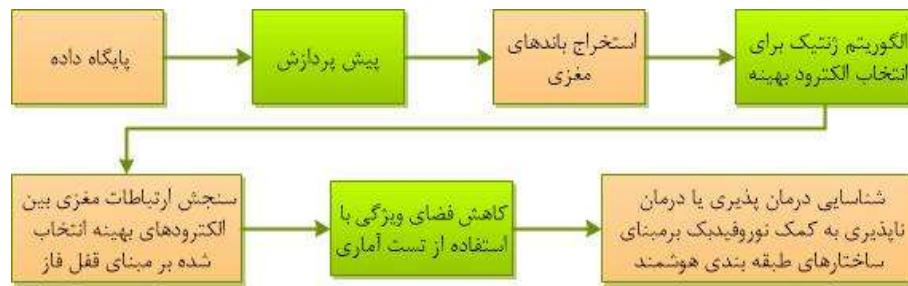 پایگاه داده
پیش پردازش
استخراج باندهای
مغزی
الگوریتم ژنتیک برای
انتخاب الکترود بهینه
سنجش ارتباطات مغزی بین
الکترودهای بهینه انتخاب
شده بر مبنای قفل فاز
کاهش فضای ویژگی با
استفاده از تست آماری
شناسایی درمان پذیری یا درمان
ناپذیری به کمک نوروفیدبک برمبنای
ساختارهای طبقه بندی هوشمند